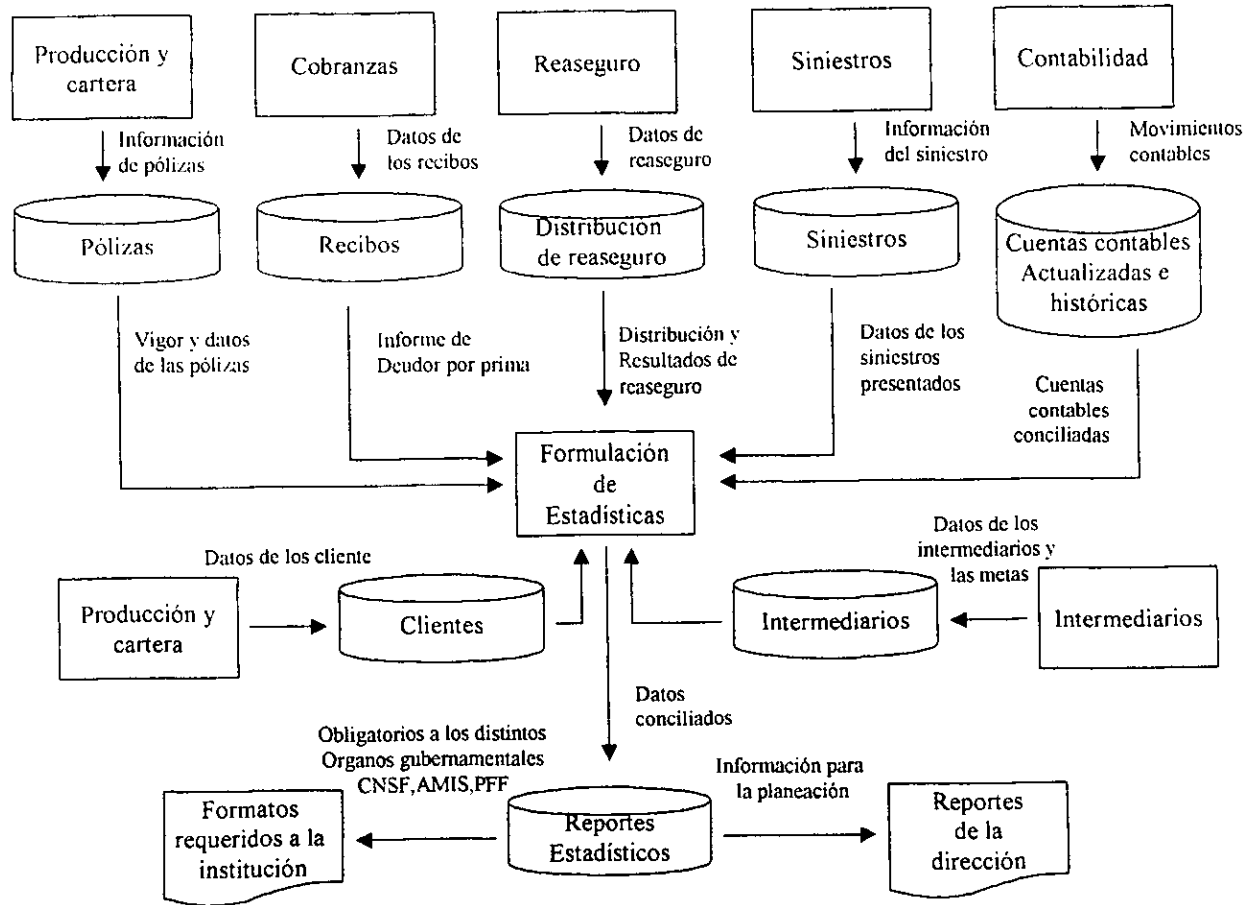 Producción y
cartera
Cobranzas
Reaseguro
Siniestros
Contabilidad
Información
de pólizas
Datos de
los recibos
Datos de
reaseguro
Información
del siniestro
Movimientos
contables
Pólizas
Recibos
Distribución
de reaseguro
Siniestros
Cuentas contables
Actualizadas e
históricas
Vigor y datos
de las pólizas
Informe de
Deudor por prima
Distribución y
Resultados de
reaseguro
Datos de los
siniestros
presentados
Cuentas
contables
conciliadas
Formulación
de
Estadísticas
Datos de los cliente
Datos de los
intermediarios y
las metas
Producción y
cartera
Clientes
Intermediarios
Intermediarios
Datos
conciliados
Obligatorios a los distintos
Organos gubernamentales
CNSF,AMIS,PFF
Información para
la planeación
Formatos
requeridos a la
institución
Reportes
Estadísticos
Reportes
de la
dirección